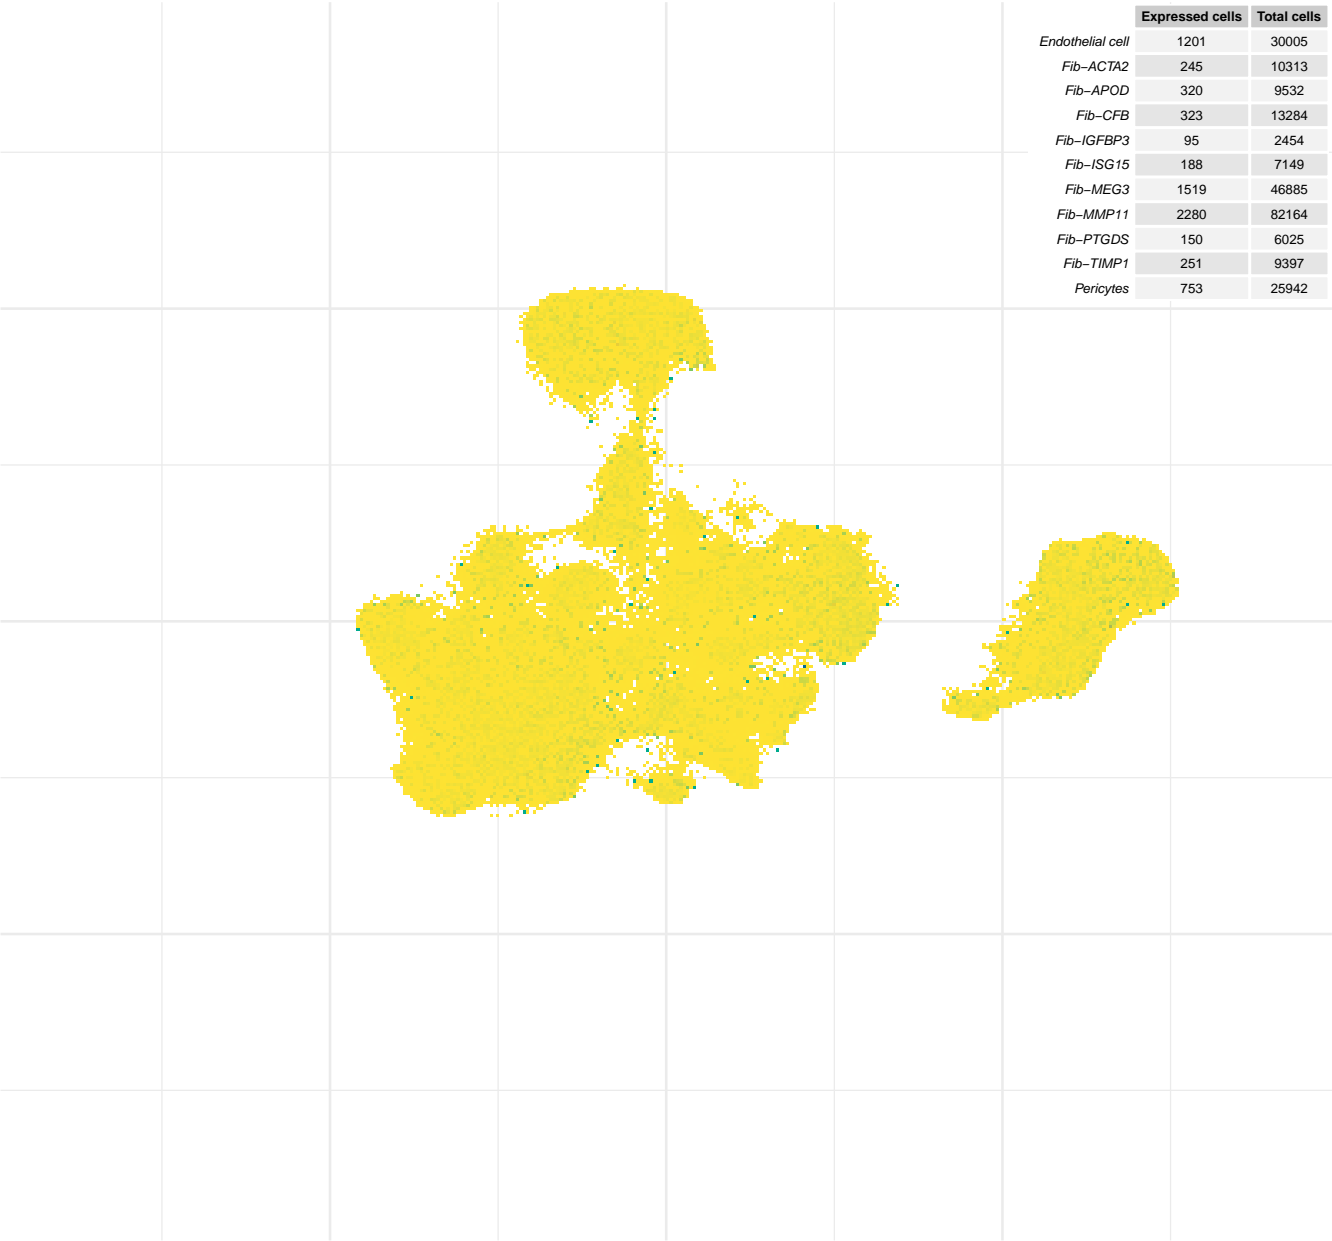 Expressed cells Total cells
Endothelial cell 1201 30005
Fib−ACTA2 245 10313
Fib−APOD 320 9532
Fib−CFB 323 13284
Fib−IGFBP3 95 2454
Fib−ISG15 188 7149
Fib−MEG3 1519 46885
Fib−MMP11 2280 82164
Fib−PTGDS 150 6025
Fib−TIMP1 251 9397
Pericytes 753 25942